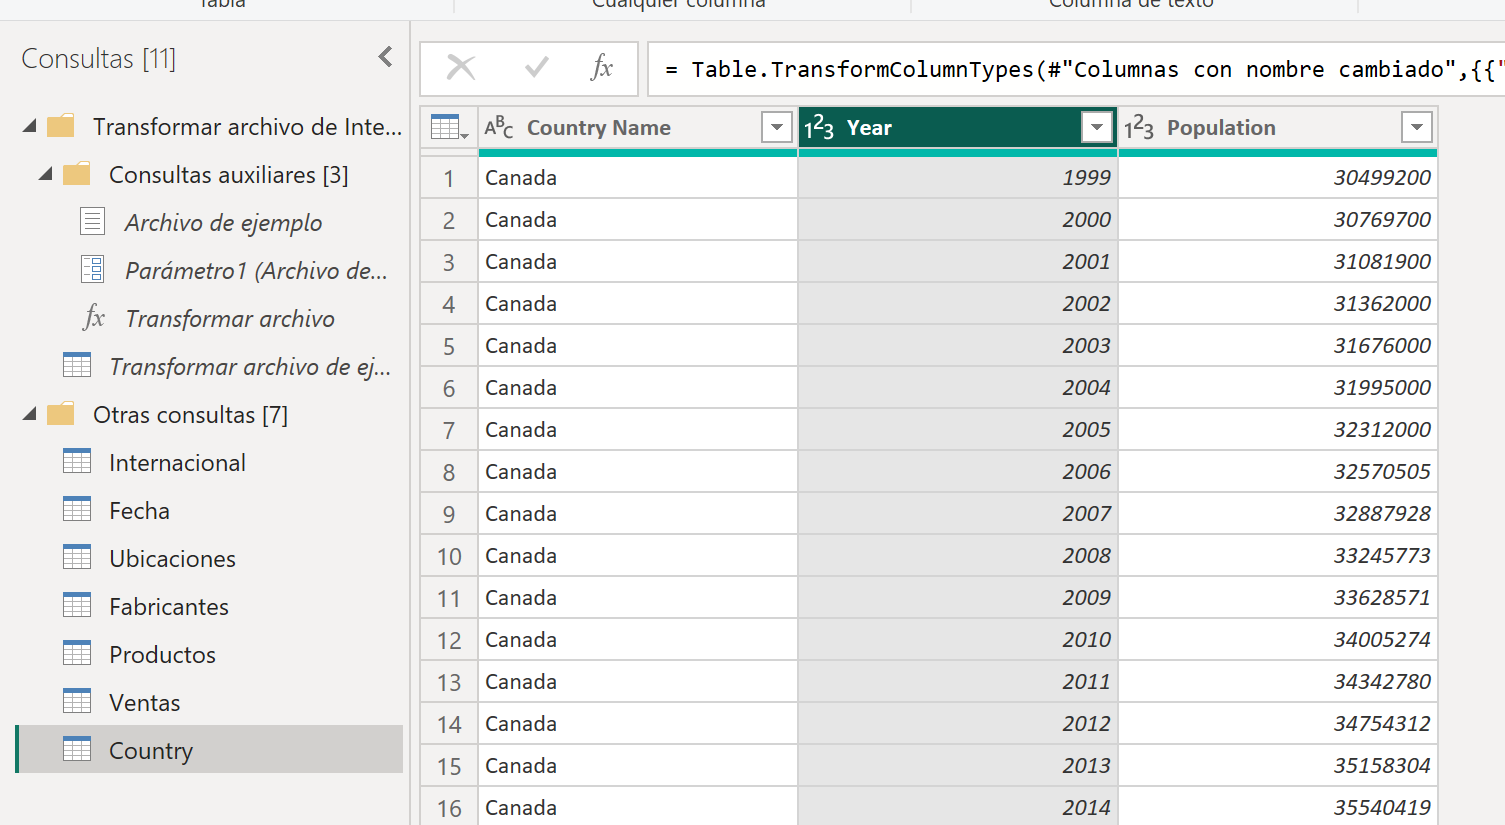 Tabla Cualquier columna Columna de texto
Consultas [11]
fx = Table.TransformColumnTypes(#"Columnas con nombre cambiado",{{"
Transformar archivo de Inte...
Consultas auxiliares [3]
Archivo de ejemplo
Parámetro1 (Archivo de...
fx Transformar archivo
Transformar archivo de ej...
Otras consultas [7]
Internacional
Fecha
Ubicaciones
Fabricantes
Productos
Ventas
Country
ABC Country Name 123 Year 123 Population
1 Canada 1999 30499200
2 Canada 2000 30769700
3 Canada 2001 31081900
4 Canada 2002 31362000
5 Canada 2003 31676000
6 Canada 2004 31995000
7 Canada 2005 32312000
8 Canada 2006 32570505
9 Canada 2007 32887928
10 Canada 2008 33245773
11 Canada 2009 33628571
12 Canada 2010 34005274
13 Canada 2011 34342780
14 Canada 2012 34754312
15 Canada 2013 35158304
16 Canada 2014 35540419